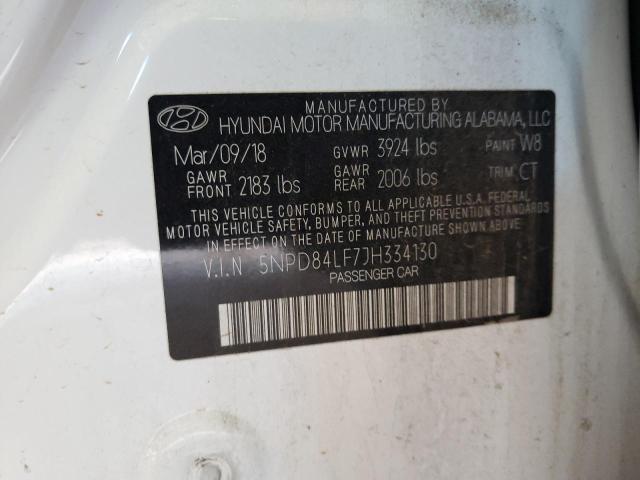 MANUFACTURED BY
HYUNDAI MOTOR MANUFACTURING ALABAMA, LLC
Mar/09/18 GVWR 3924 lbs PAINT W8
GAWR FRONT 2183 lbs GAWR REAR 2006 lbs TRIM CT
THIS VEHICLE CONFORMS TO ALL APPLICABLE U.S.A. FEDERAL
MOTOR VEHICLE SAFETY, BUMPER, AND THEFT PREVENTION STANDARDS
IN EFFECT ON THE DATE OF MANUFACTURE SHOWN ABOVE.
V.I.N 5NPD84LF7JH334130
PASSENGER CAR